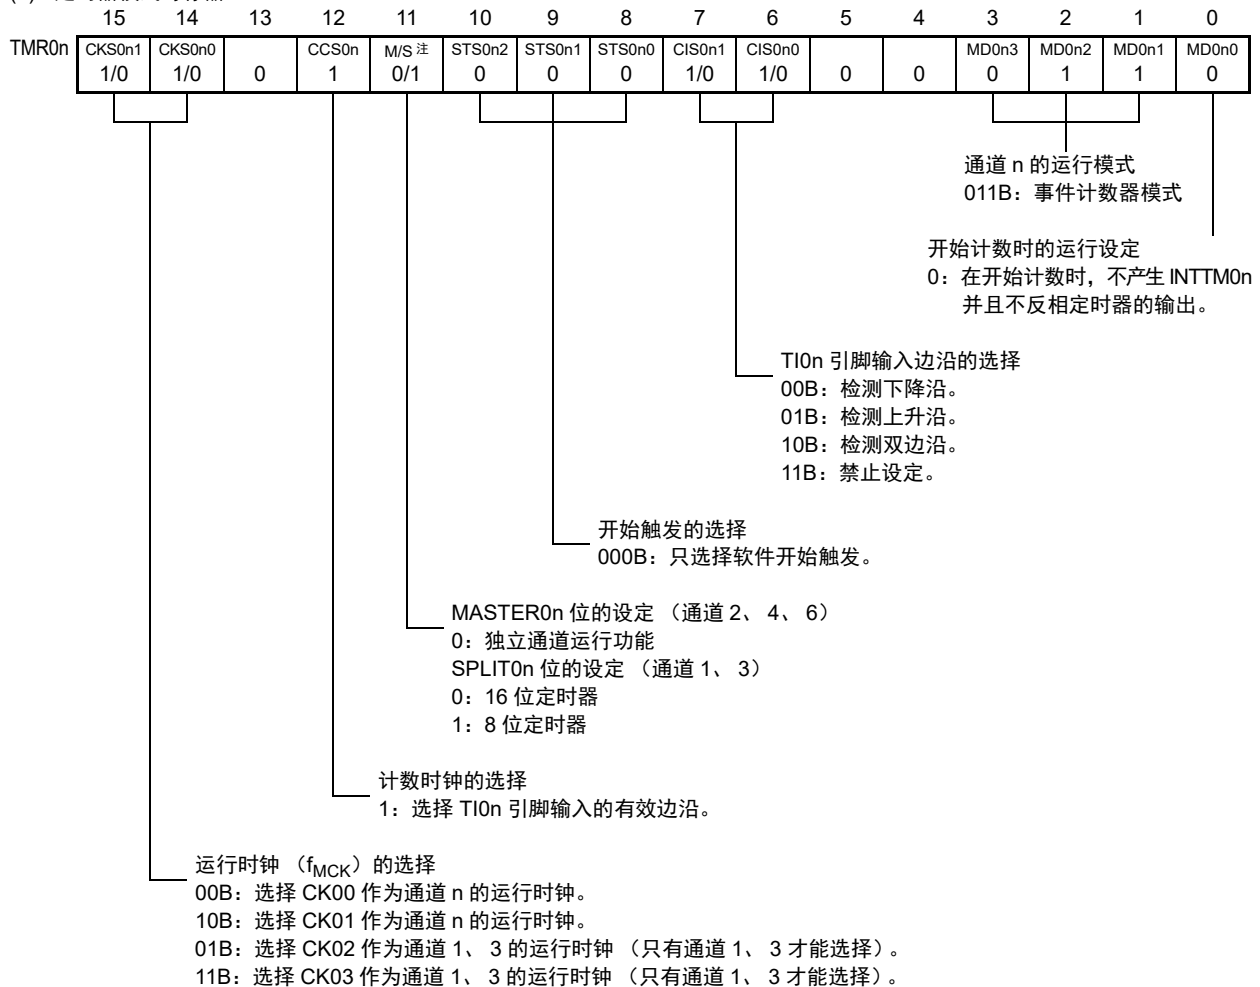 15 14 13 12 11 10 9 8 7 6 5 4 3 2 1 0
TMR0n CKS0n1 CKS0n0 CCS0n M/S 注 STS0n2 STS0n1 STS0n0 CIS0n1 CIS0n0 MD0n3 MD0n2 MD0n1 MD0n0
1/0 1/0 0 1 0/1 0 0 0 1/0 1/0 0 0 0 1 1 0
通道 n 的运行模式
011B：事件计数器模式
开始计数时的运行设定
0：在开始计数时，不产生 INTTM0n
并且不反相定时器的输出。
TI0n 引脚输入边沿的选择
00B：检测下降沿。
01B：检测上升沿。
10B：检测双边沿。
11B：禁止设定。
开始触发的选择
000B：只选择软件开始触发。
MASTER0n 位的设定 （通道 2、 4、 6）
0：独立通道运行功能
SPLIT0n 位的设定 （通道 1、 3）
0：16 位定时器
1：8 位定时器
计数时钟的选择
1：选择 TI0n 引脚输入的有效边沿。
运行时钟 （fMCK）的选择
00B：选择 CK00 作为通道 n 的运行时钟。
10B：选择 CK01 作为通道 n 的运行时钟。
01B：选择 CK02 作为通道 1、 3 的运行时钟 （只有通道 1、 3 才能选择）。
11B：选择 CK03 作为通道 1、 3 的运行时钟 （只有通道 1、 3 才能选择）。